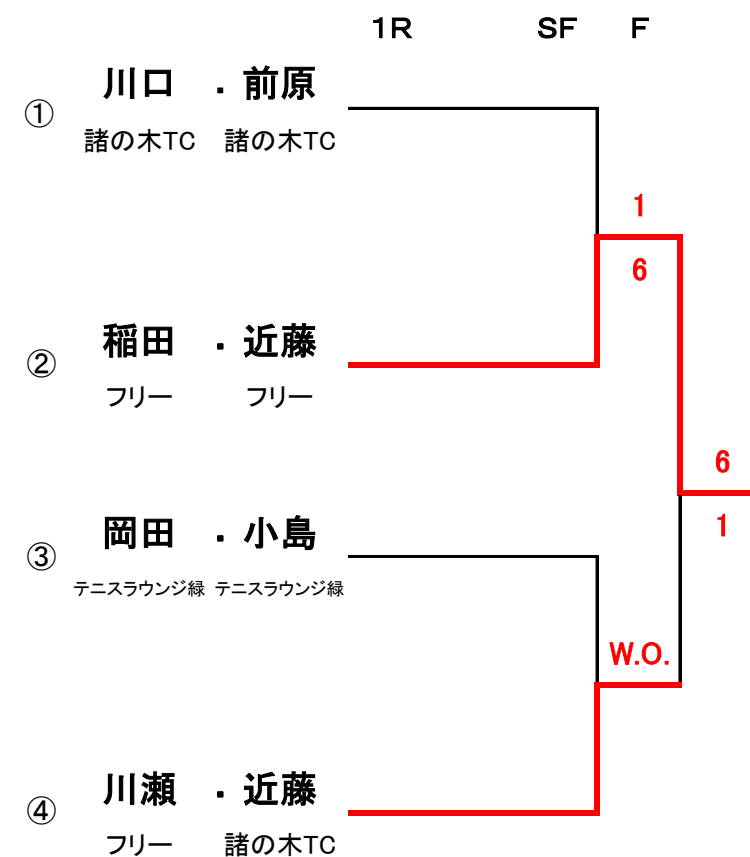 1R SF F
① 川口 . 前原
諸の木TC 諸の木TC
1
6
② 稲田 . 近藤
フリー フリー
6
1
③ 岡田 . 小島
テニスラウンジ緑 テニスラウンジ緑
W.O.
④ 川瀬 . 近藤
フリー 諸の木TC